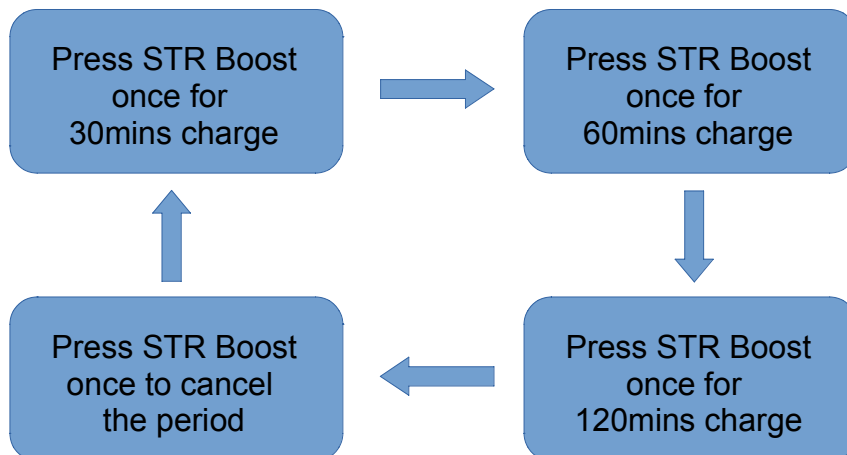 Press STR Boost
once for
30mins charge
Press STR Boost
once for
60mins charge
Press STR Boost
once to cancel
the period
Press STR Boost
once for
120mins charge